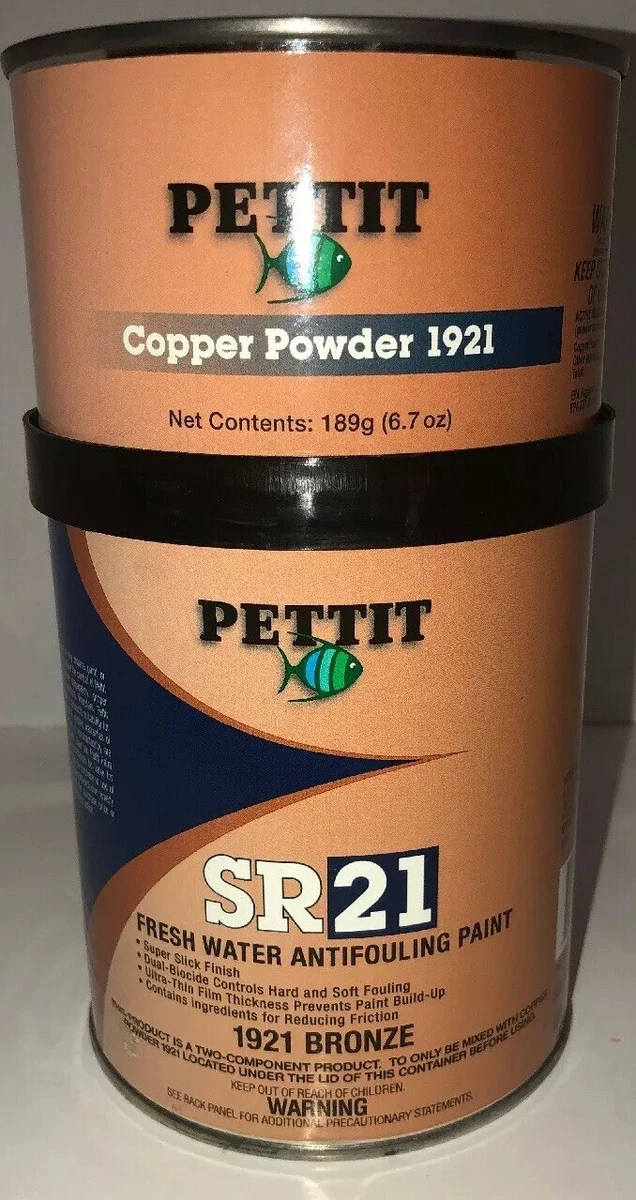 PETTIT
Copper Powder 1921
Net Contents: 189g (6.7 oz)
KEEP
PETTIT
SR21
FRESH WATER ANTIFOULING PAINT
• Super Slick Finish
• Dual-Biocide Controls Hard and Soft Fouling
• Ultra-Thin Film Thickness Prevents Paint Build-Up
• Contains ingredients for Reducing Friction
1921 BRONZE
THIS PRODUCT IS A TWO-COMPONENT PRODUCT. TO ONLY BE MIXED WITH COPPER
POWDER 1921 LOCATED UNDER THE LID OF THIS CONTAINER BEFORE USING.
KEEP OUT OF REACH OF CHILDREN.
WARNING
SEE BACK PANEL FOR ADDITIONAL PRECAUTIONARY STATEMENTS.